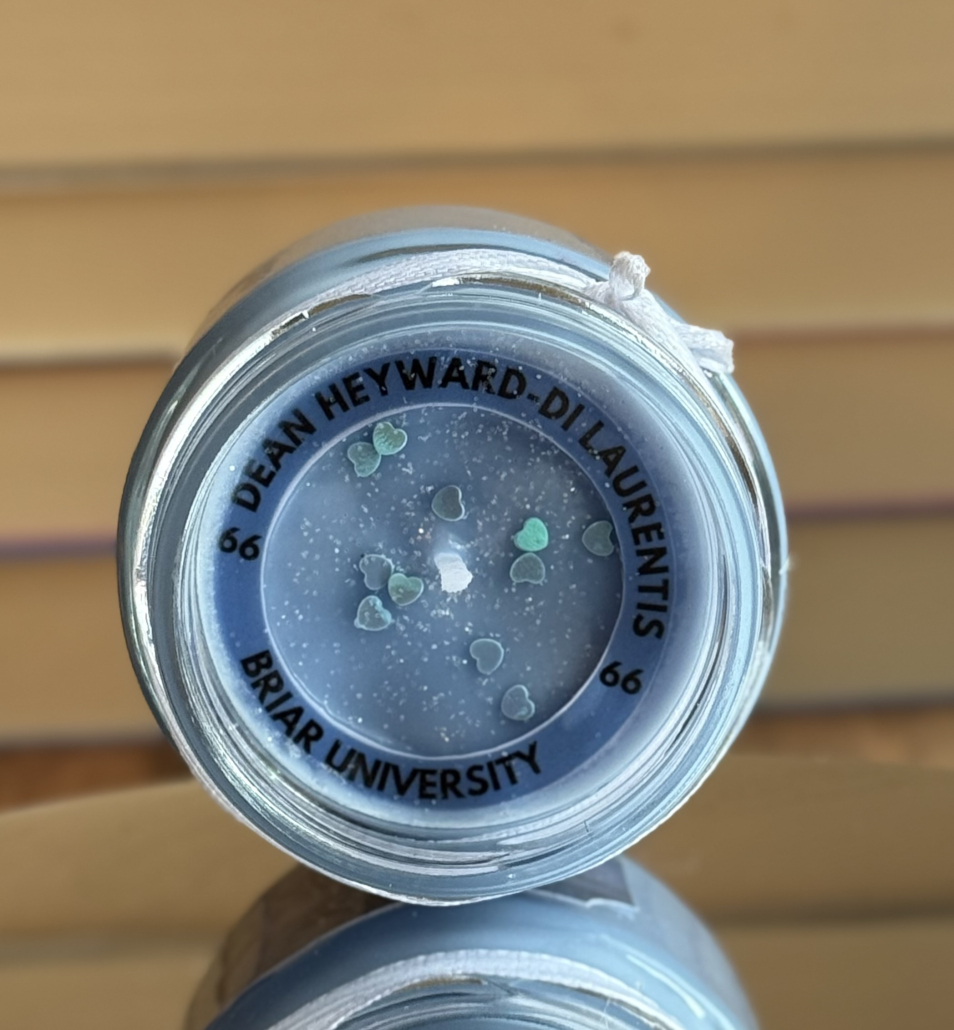 DEAN HEYWARD-DI LAURENTIS
66
66
BRIAR UNIVERSITY